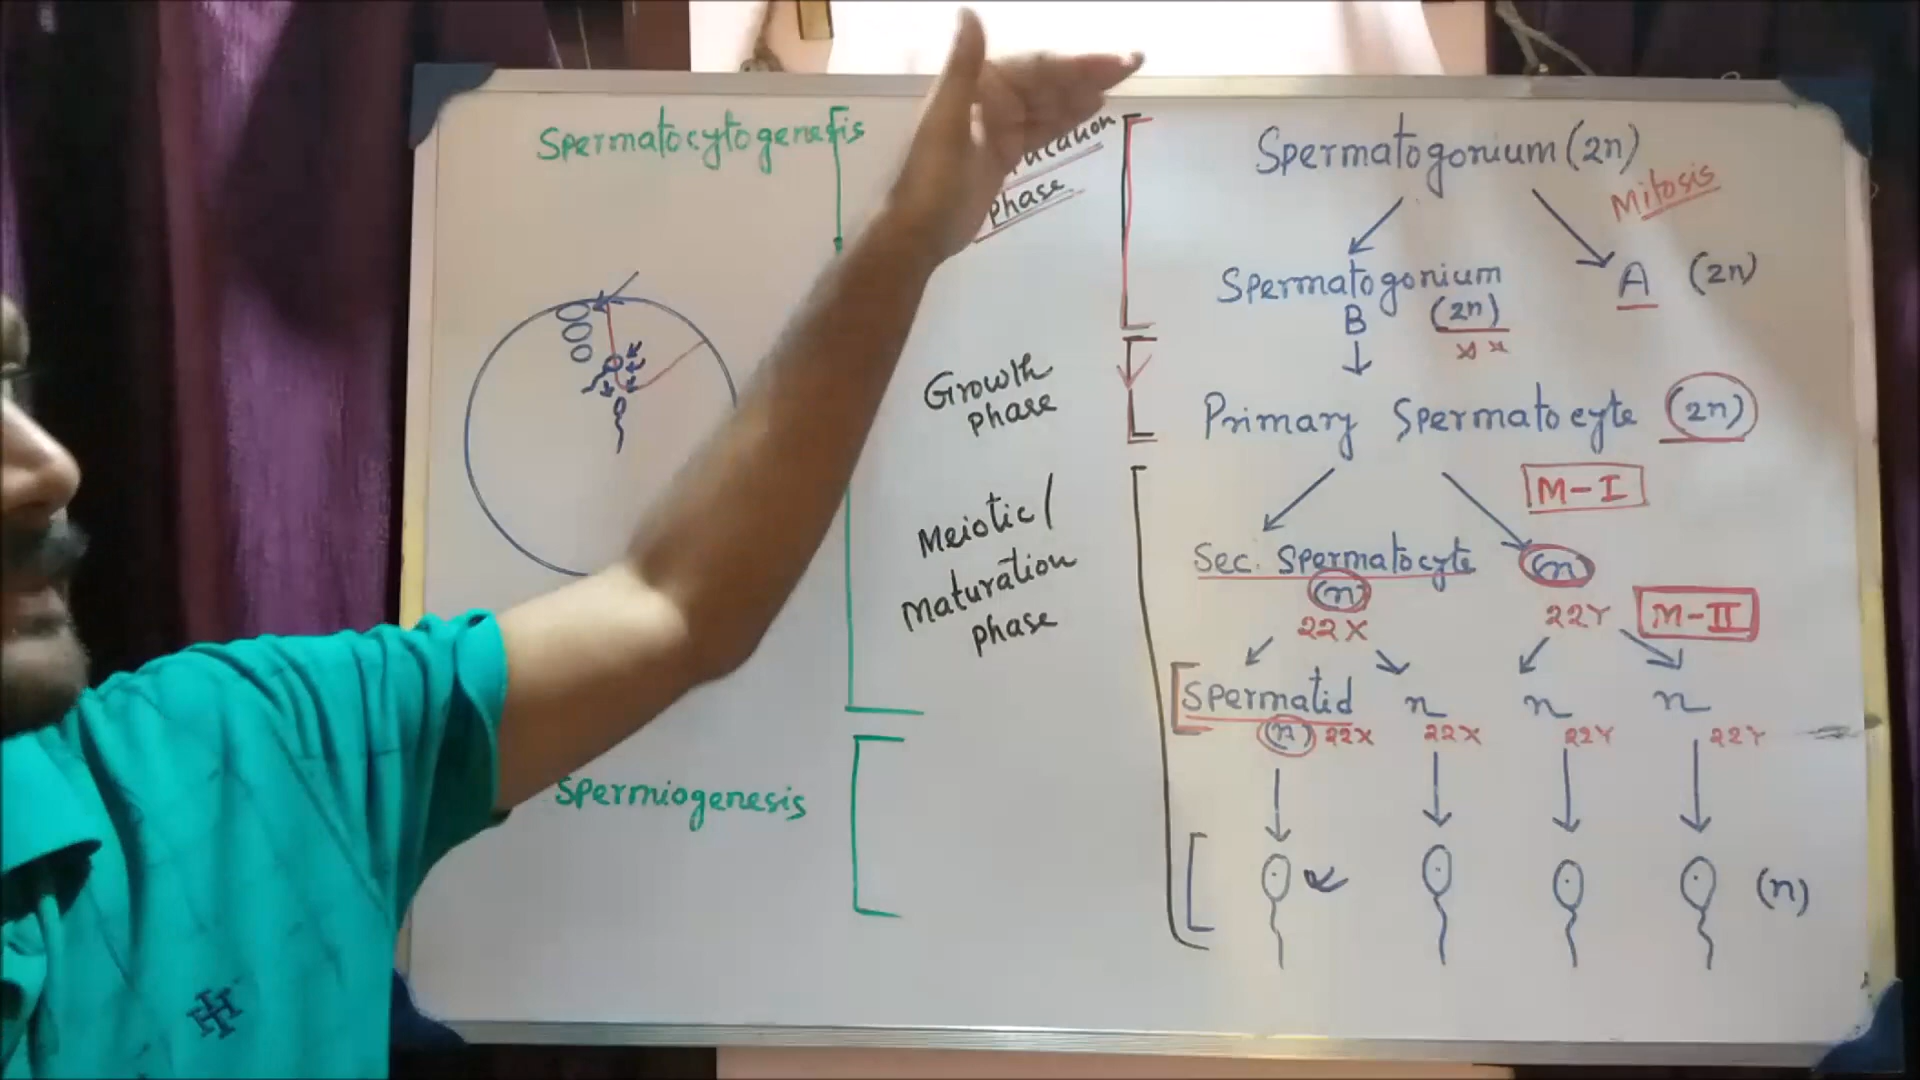 Spermatocytogenesis
phase
Growth
phase
Meiotic/
Maturation
phase
Spermiogenesis
Spermatogonium (2n)
Mitosis
Spermatogonium
B
(2n)
xx
A (2n)
Primary Spermatocyte (2n)
M-I
Sec. Spermatocyte (n)
(n)
22X 22Y M-II
Spermatid n n n
(n) 22X 22X 22Y 22Y
(n)